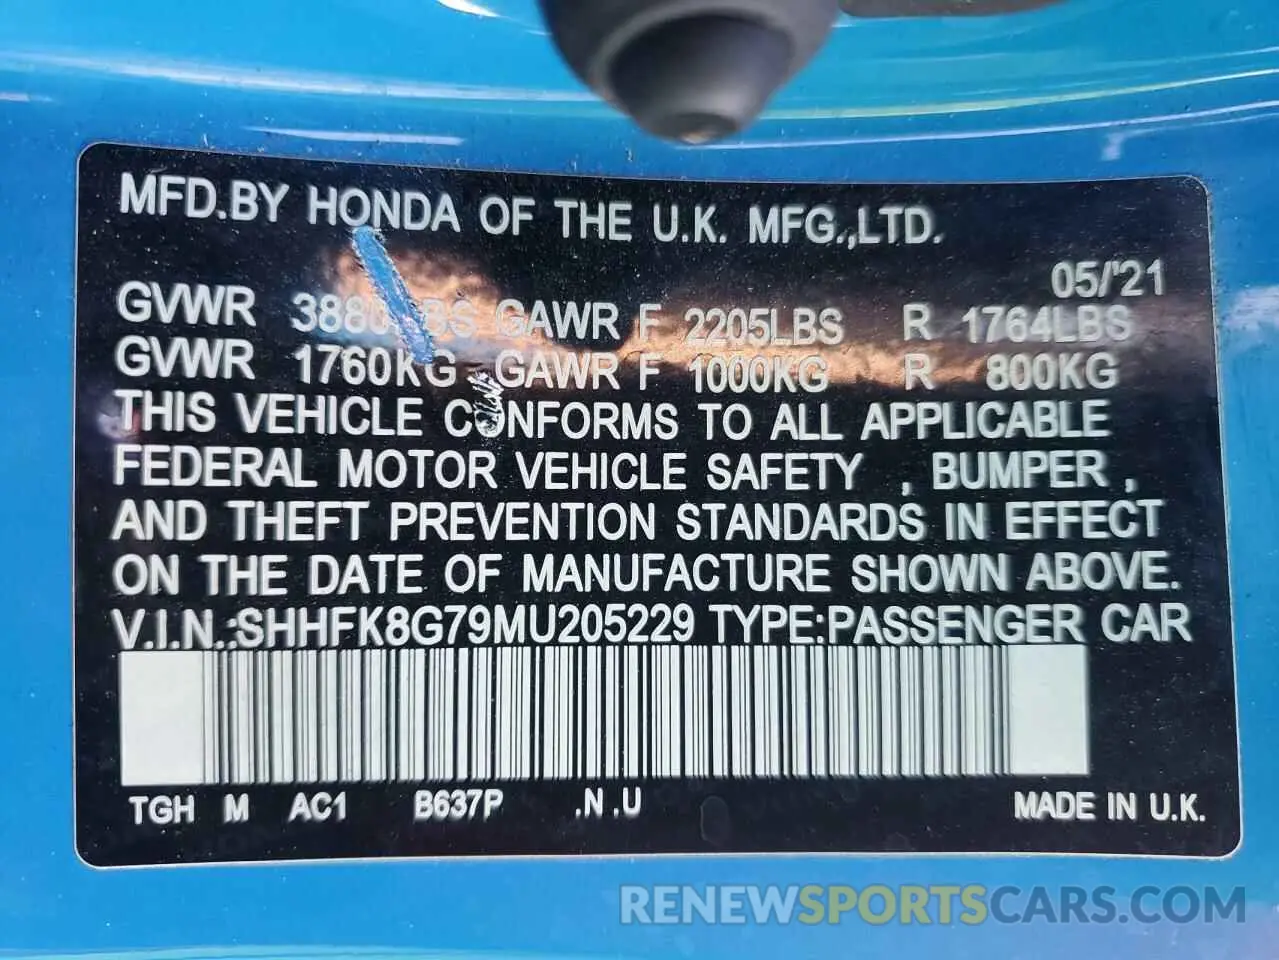 MFD.BY HONDA OF THE U.K. MFG.,LTD.
05/'21
GVWR 3880LBS GAWR F 2205LBS R 1764LBS
GVWR 1760KG GAWR F 1000KG R 800KG
THIS VEHICLE CONFORMS TO ALL APPLICABLE
FEDERAL MOTOR VEHICLE SAFETY , BUMPER ,
AND THEFT PREVENTION STANDARDS IN EFFECT
ON THE DATE OF MANUFACTURE SHOWN ABOVE.
V.I.N.:SHHFK8G79MU205229 TYPE:PASSENGER CAR
TGH M AC1 B637P .N .U MADE IN U.K.
RENEWSPORTSCARS.COM